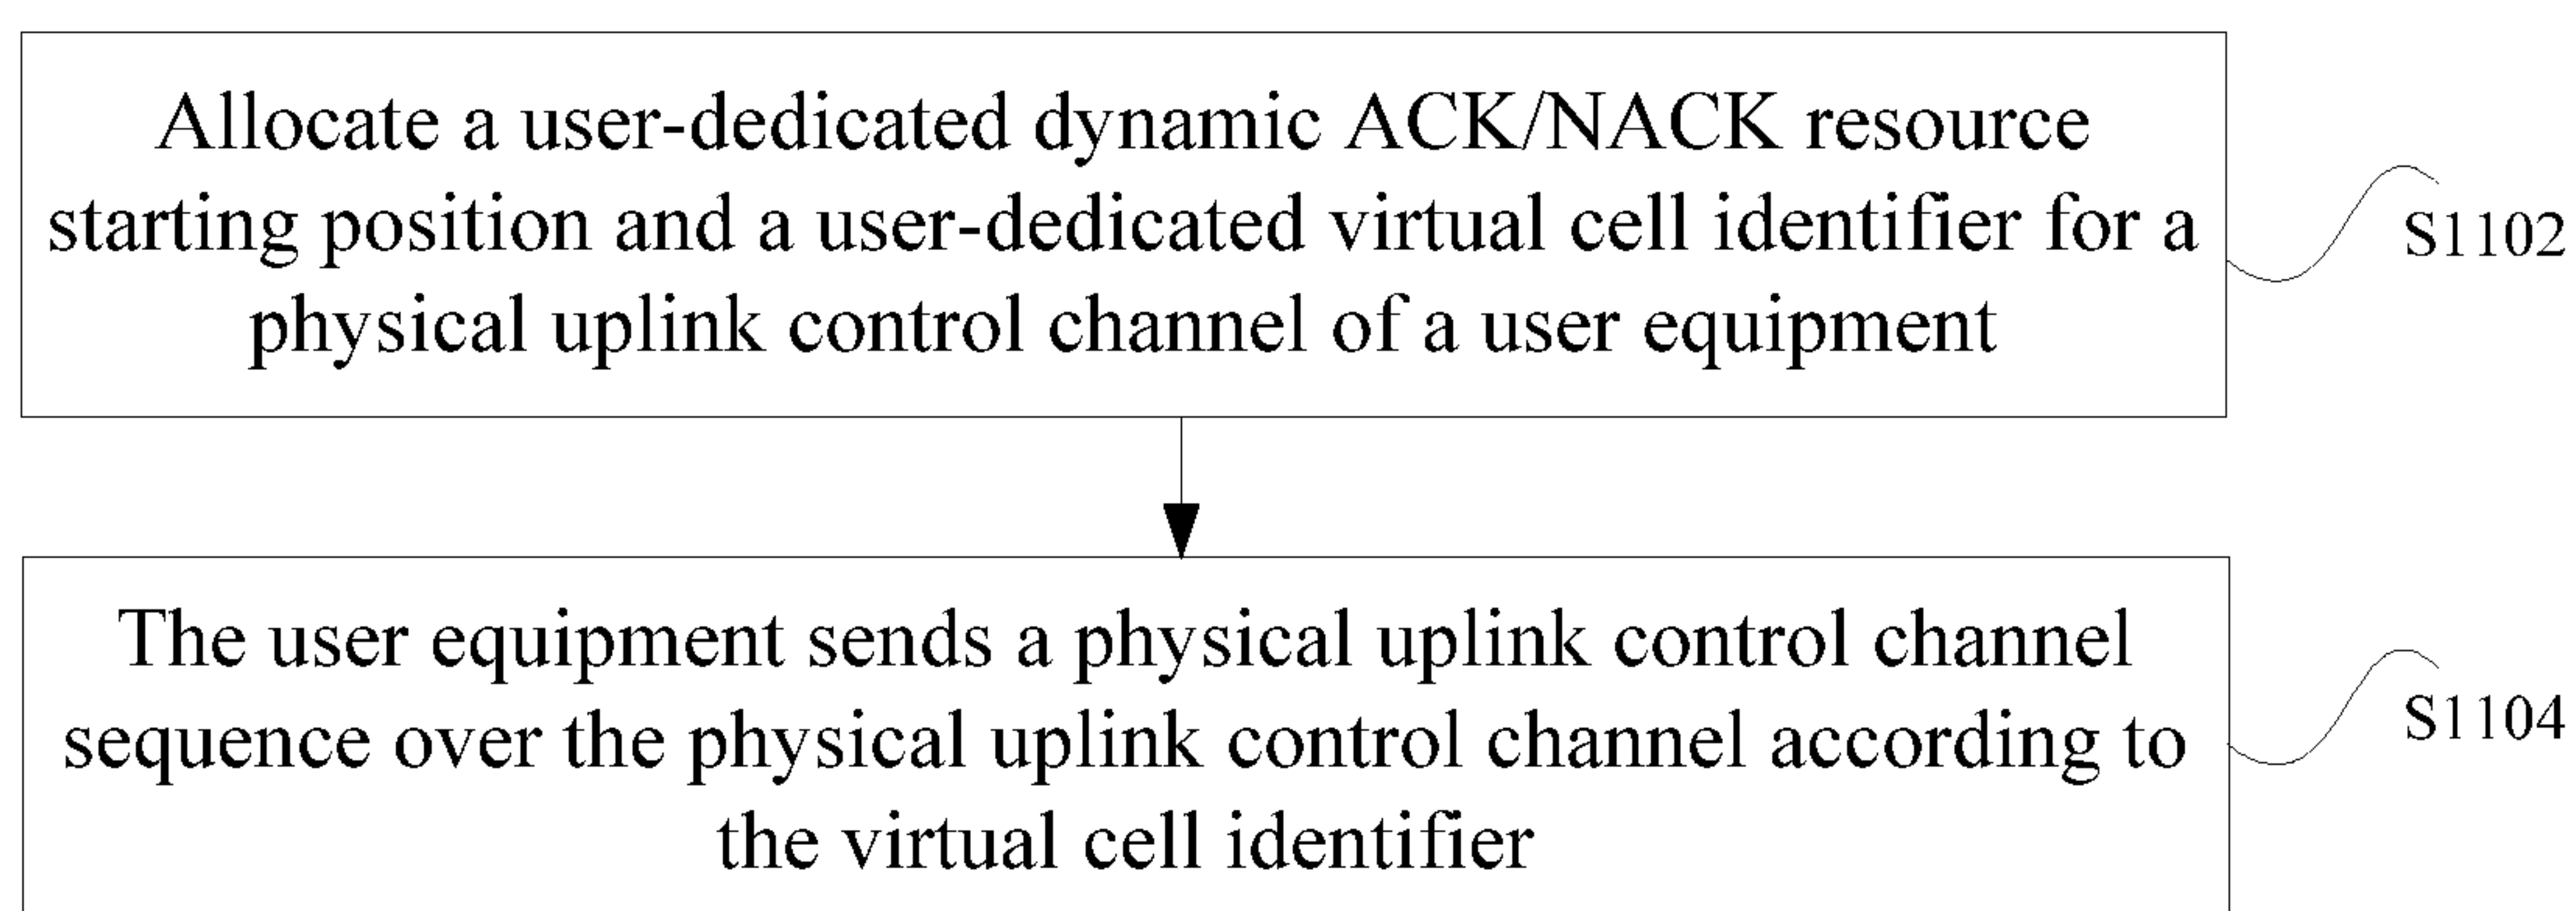 Allocate a user-dedicated dynamic ACK/NACK resource
starting position and a user-dedicated virtual cell identifier for a
physical uplink control channel of a user equipment
S1102
The user equipment sends a physical uplink control channel
sequence over the physical uplink control channel according to
the virtual cell identifier
S1104